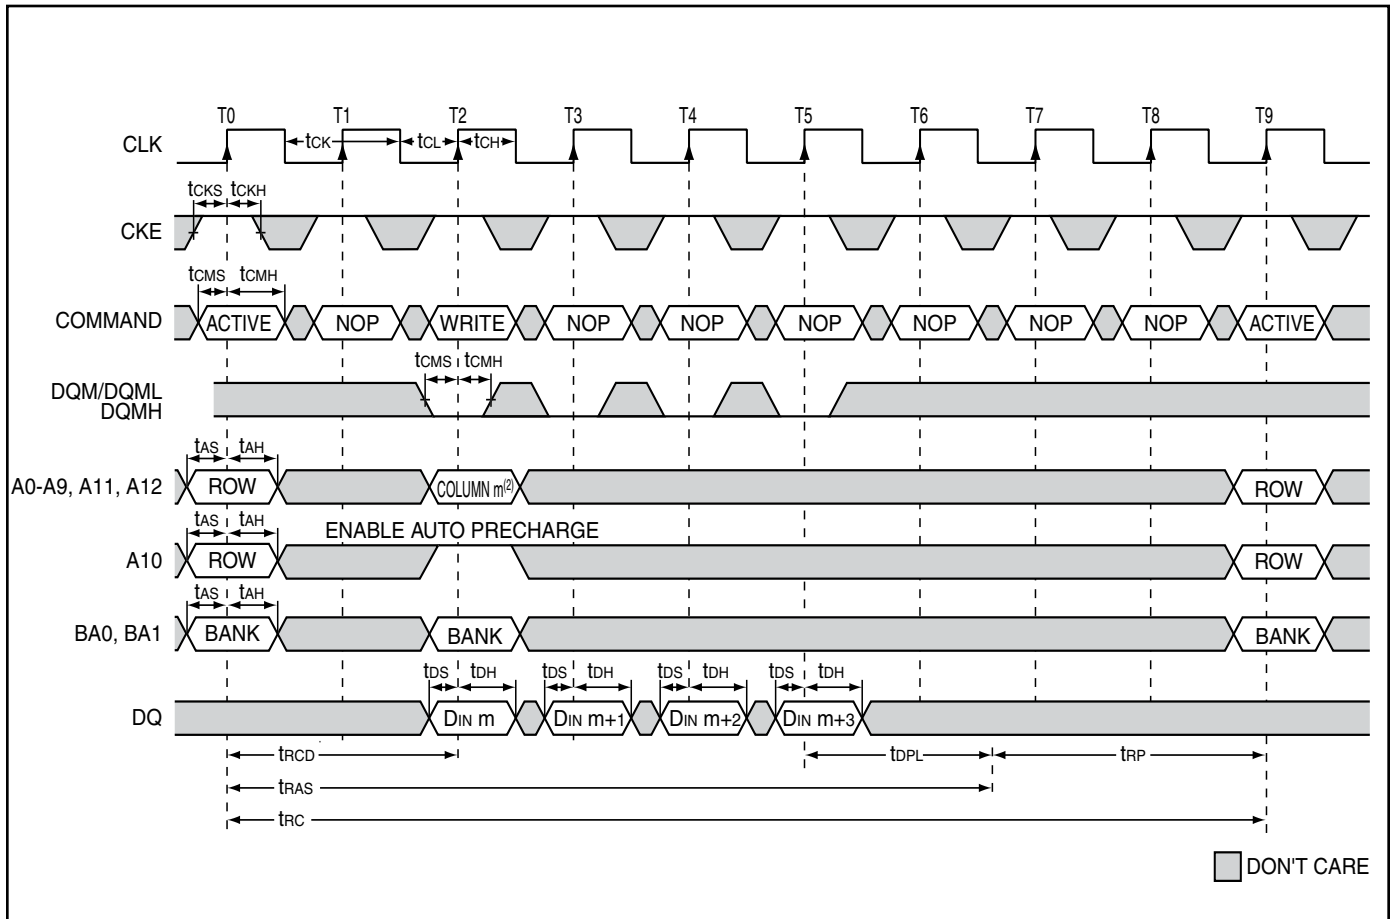 T0 T1 T2 T3 T4 T5 T6 T7 T8 T9
CLK tCK tCL tCH
tCKS tCKH
CKE
tCMS tCMH
COMMAND ACTIVE NOP WRITE NOP NOP NOP NOP NOP NOP ACTIVE
tCMS tCMH
DQM/DQML
DQMH
tAS tAH
A0-A9, A11, A12 ROW COLUMN m(2) ROW
tAS tAH ENABLE AUTO PRECHARGE
A10 ROW ROW
tAS tAH
BA0, BA1 BANK BANK BANK
tDS tDH tDS tDH tDS tDH tDS tDH
DQ DIN m DIN m+1 DIN m+2 DIN m+3
tRCD tDPL tRP
tRAS
tRC
DON'T CARE